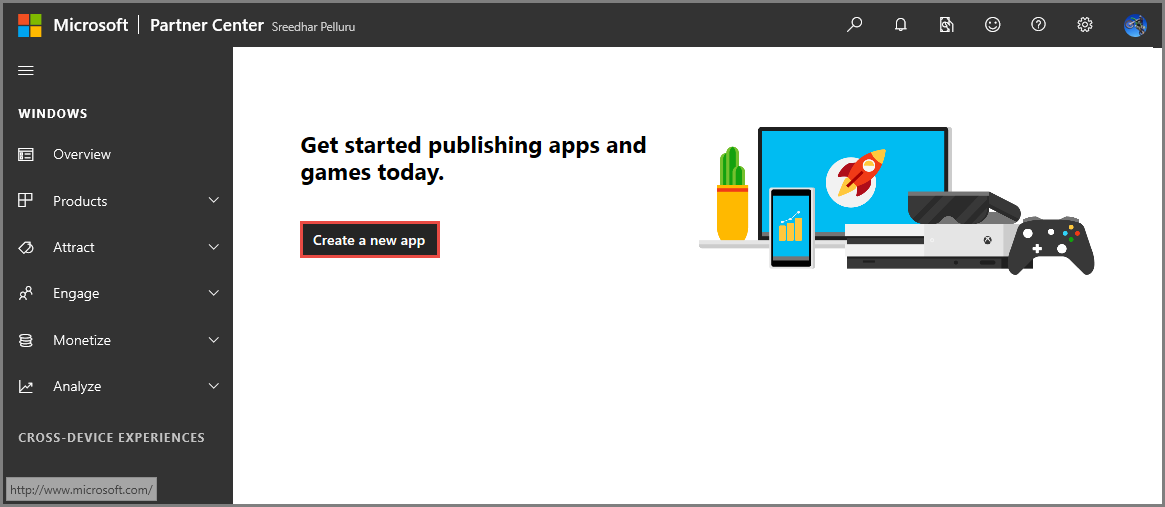 Microsoft | Partner Center Sreedhar Pelluru
WINDOWS
Overview
Products
Attract
Engage
Monetize
Analyze
CROSS-DEVICE EXPERIENCES
http://www.microsoft.com/
Get started publishing apps and
games today.
Create a new app